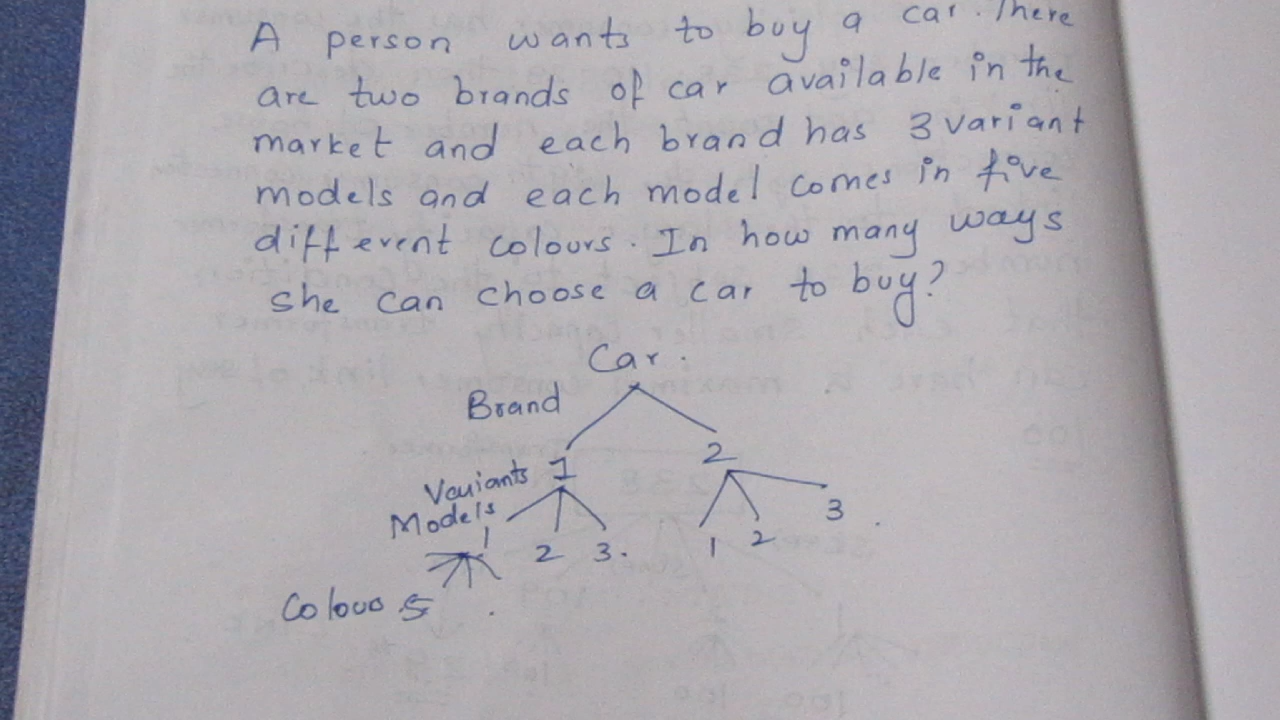 A person wants to buy a car. There
are two brands of car available in the
market and each brand has 3 variant
models and each model comes in five
different colours. In how many ways
she can choose a car to buy?
Car.
Brand
1 2
Variants
Models
1 2 3. 1 2 3
Colou 5